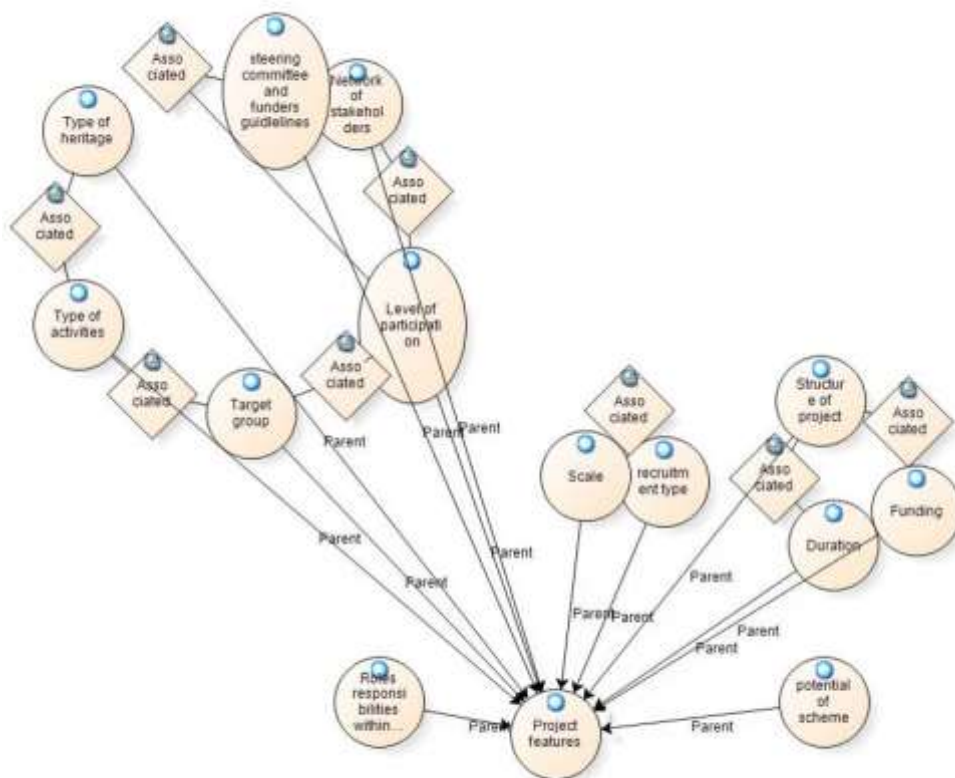 Asso
ciated
steering
committee
and
funders
guidlelines
Network
of
stakehol
ders
Type of
heritage
Asso
ciated
Asso
ciated
Type of
activities
Level of
participati
on
Asso
ciated
Asso
ciated
Target
group
Parent
Parent
Parent
Asso
ciated
Structur
e of
project
Asso
ciated
Scale
recruitm
ent type
Asso
ciated
Funding
Duration
Parent
Parent
Parent
Parent
Parent
Parent
Parent
Parent
Roles
responsi
bilities
within...
Parent
Project
features
Parent
potential
of
scheme